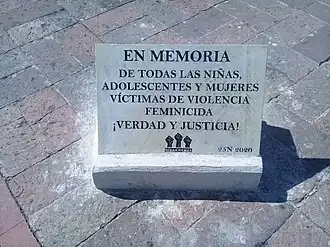 EN MEMORIA
DE TODAS LAS NIÑAS,
ADOLESCENTES Y MUJERES
VÍCTIMAS DE VIOLENCIA
FEMINICIDA
¡VERDAD Y JUSTICIA!
25N 2020